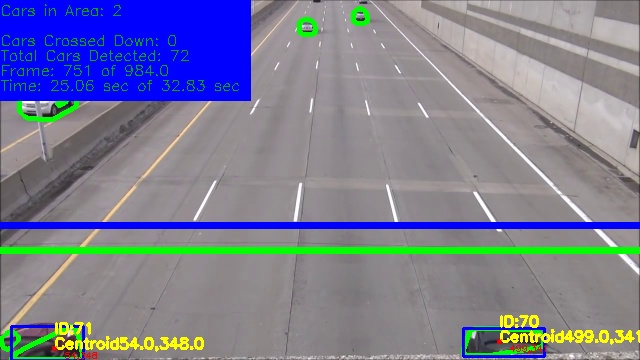 Cars in Area: 2
Cars Crossed Down: 0
Total Cars Detected: 72
Frame: 751 of 984.0
Time: 25.06 sec of 32.83 sec
ID:71
Centroid54.0,348.0
ID:70
Centroid499.0,341